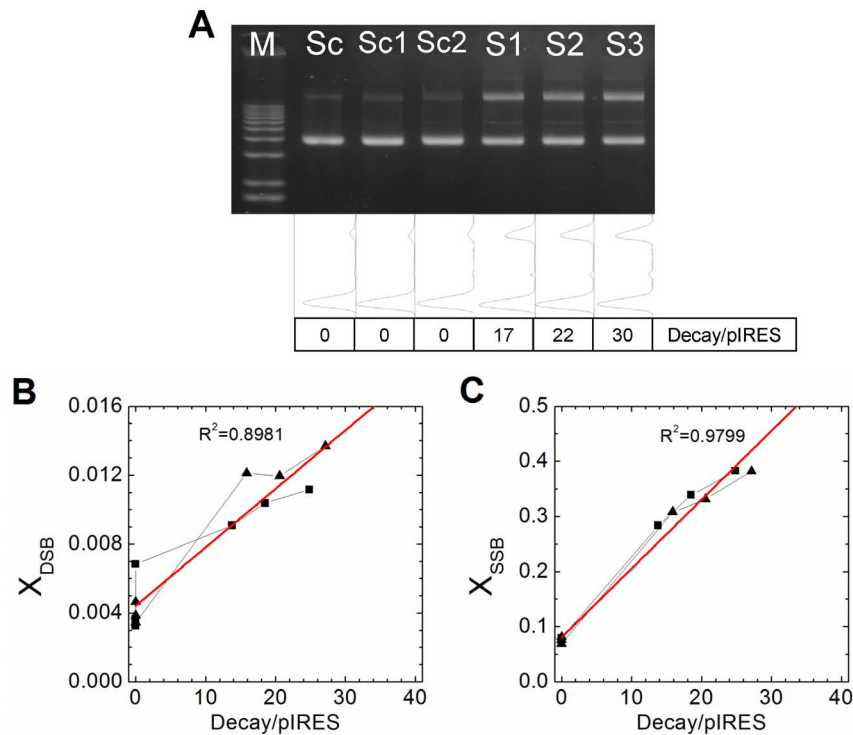 A
M Sc Sc1 Sc2 S1 S2 S3
0 0 0 17 22 30 Decay/pIRES
B
R²=0.8981
0.016
0.012
0.008
0.004
0.000
X_DSB
0 10 20 30 40
Decay/pIRES
C
R²=0.9799
0.5
0.4
0.3
0.2
0.1
0.0
X_SSB
0 10 20 30 40
Decay/pIRES